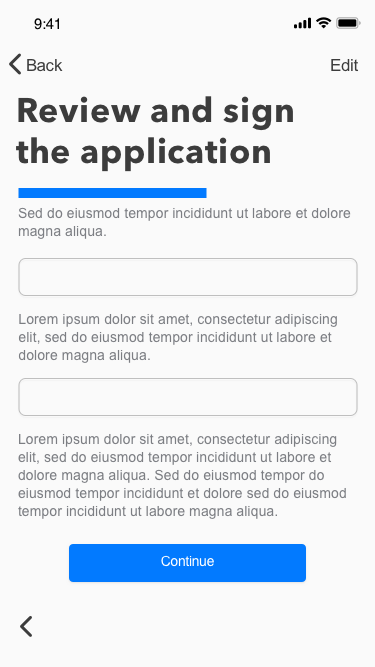 9:41
Back
Edit
Review and sign
the application
Sed do eiusmod tempor incididunt ut labore et dolore
magna aliqua.
Lorem ipsum dolor sit amet, consectetur adipiscing
elit, sed do eiusmod tempor incididunt ut labore et
dolore magna aliqua.
Lorem ipsum dolor sit amet, consectetur adipiscing
elit, sed do eiusmod tempor incididunt ut labore et
dolore magna aliqua. Sed do eiusmod tempor do
eiusmod tempor incididunt et dolore sed do eiusmod
tempor incididunt ut labore magna aliqua.
Continue